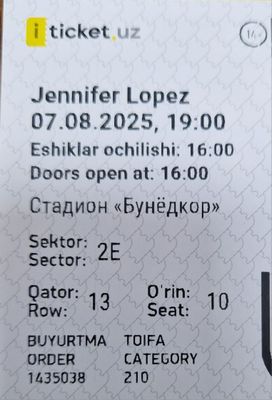 iticket.uz
Jennifer Lopez
07.08.2025, 19:00
Eshiklar ochilishi: 16:00
Doors open at: 16:00
Стадион «Бунёдкор»
Sektor:
Sector: 2E
Qator: O'rin:
Row: 13 Seat: 10
BUYURTMA TOIFA
ORDER CATEGORY
1435038 210